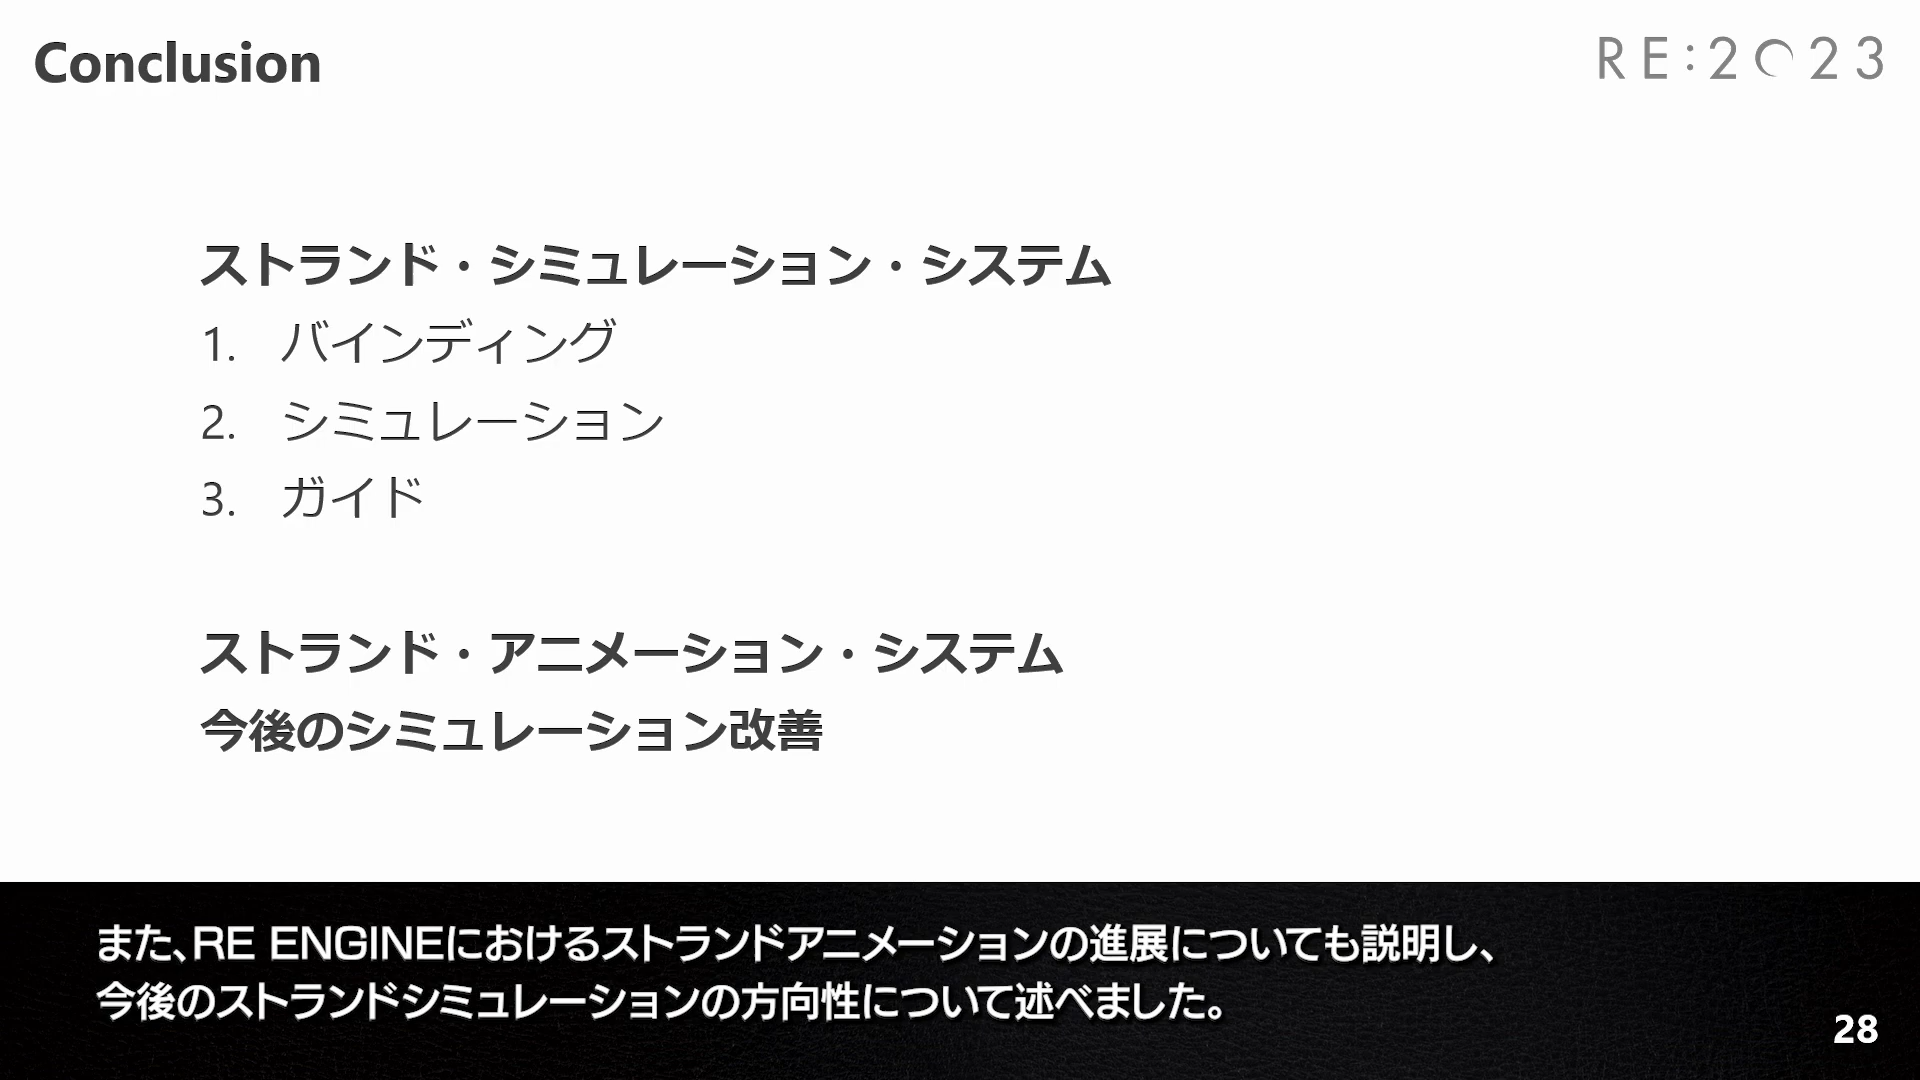 Conclusion
RE:2023
ストランド・シミュレーション・システム
1. バインディング
2. シミュレーション
3. ガイド
ストランド・アニメーション・システム
今後のシミュレーション改善
また、RE ENGINEにおけるストランドアニメーションの進展についても説明し、
今後のストランドシミュレーションの方向性について述べました。
28